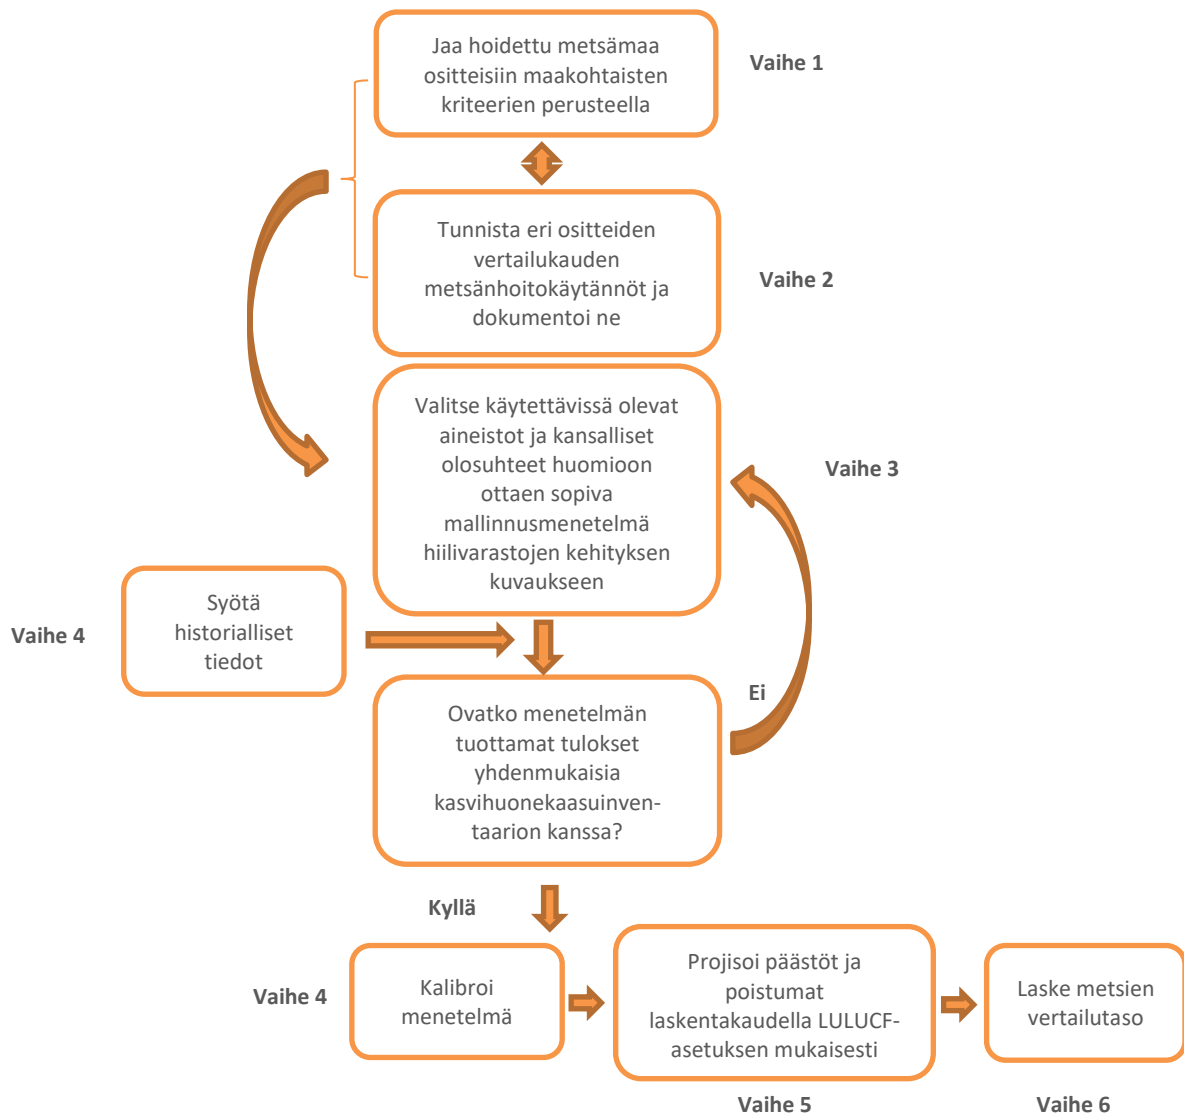 Jaa hoidettu metsämaa
ositteisiin maakohtaisten
kriteerien perusteella
Vaihe 1
Tunnista eri ositteiden
vertailukauden
metsänhoitokäytännöt ja
dokumentoi ne
Vaihe 2
Valitse käytettävissä olevat
aineistot ja kansalliset
olosuhteet huomioon
ottaen sopiva
mallinnusmenetelmä
hiilivarastojen kehityksen
kuvaukseen
Vaihe 3
Vaihe 4
Syötä
historialliset
tiedot
Ovatko menetelmän
tuottamat tulokset
yhdenmukaisia
kasvihuonekaasuinven-
taarion kanssa?
Ei
Kyllä
Vaihe 4
Kalibroi
menetelmä
Projisoi päästöt ja
poistumat
laskentakaudella LULUCF-
asetuksen mukaisesti
Laske metsien
vertailutaso
Vaihe 5
Vaihe 6